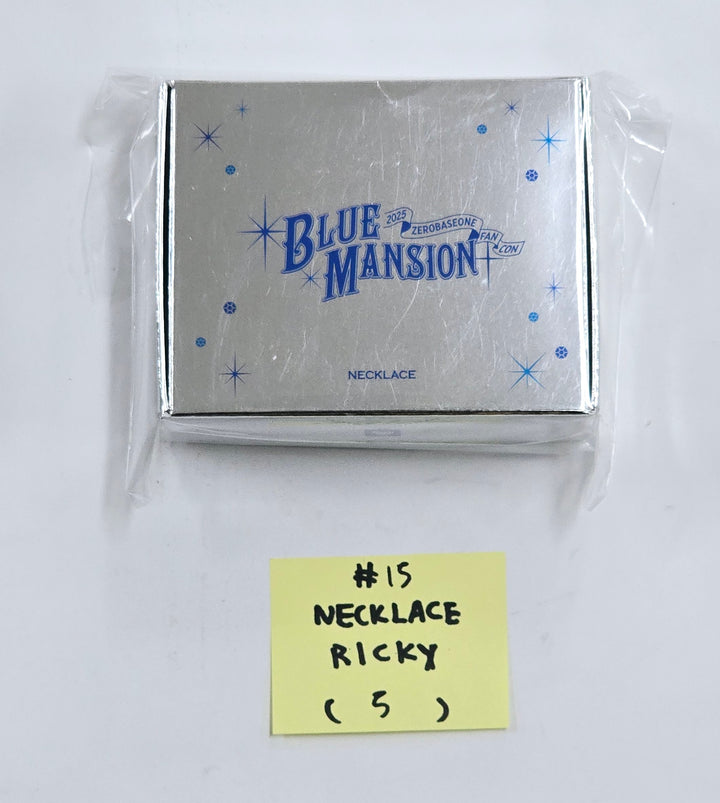 BLUE
2025
ZEROBASEONE
FAN
CON
MANSION
NECKLACE
#15
NECKLACE
RICKY
( 5 )